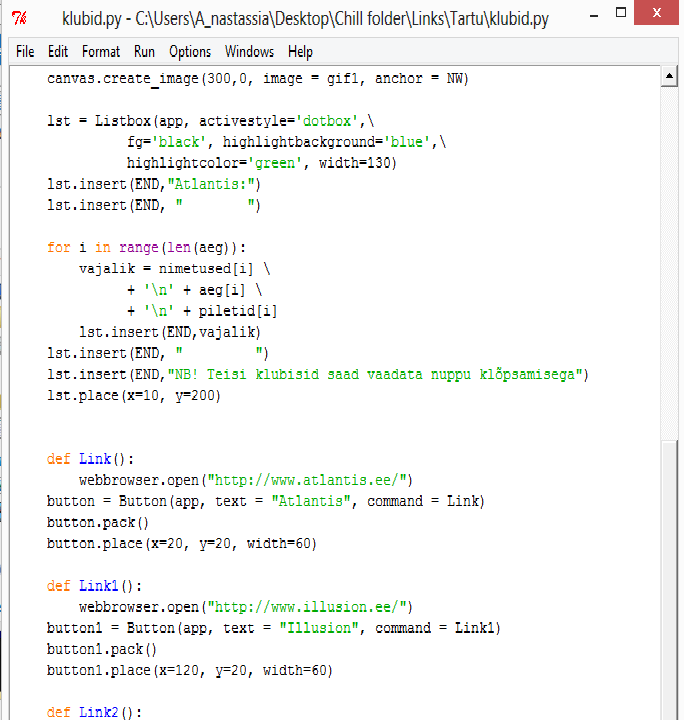 klubid.py - C:\Users\A_nastassia\Desktop\Chill folder\Links\Tartu\klubid.py
File Edit Format Run Options Windows Help
canvas.create_image(300,0, image = gif1, anchor = NW)
lst = Listbox(app, activestyle='dotbox',\
fg='black', highlightbackground='blue',\
highlightcolor='green', width=130)
lst.insert(END,"Atlantis:")
lst.insert(END, "        ")
for i in range(len(aeg)):
vajalik = nimetused[i] \
+ '\n' + aeg[i] \
+ '\n' + piletid[i]
lst.insert(END,vajalik)
lst.insert(END, "         ")
lst.insert(END,"NB! Teisi klubisid saad vaadata nuppu klõpsamisega")
lst.place(x=10, y=200)
def Link():
webbrowser.open("http://www.atlantis.ee/")
button = Button(app, text = "Atlantis", command = Link)
button.pack()
button.place(x=20, y=20, width=60)
def Link1():
webbrowser.open("http://www.illusion.ee/")
button1 = Button(app, text = "Illusion", command = Link1)
button1.pack()
button1.place(x=120, y=20, width=60)
def Link2():